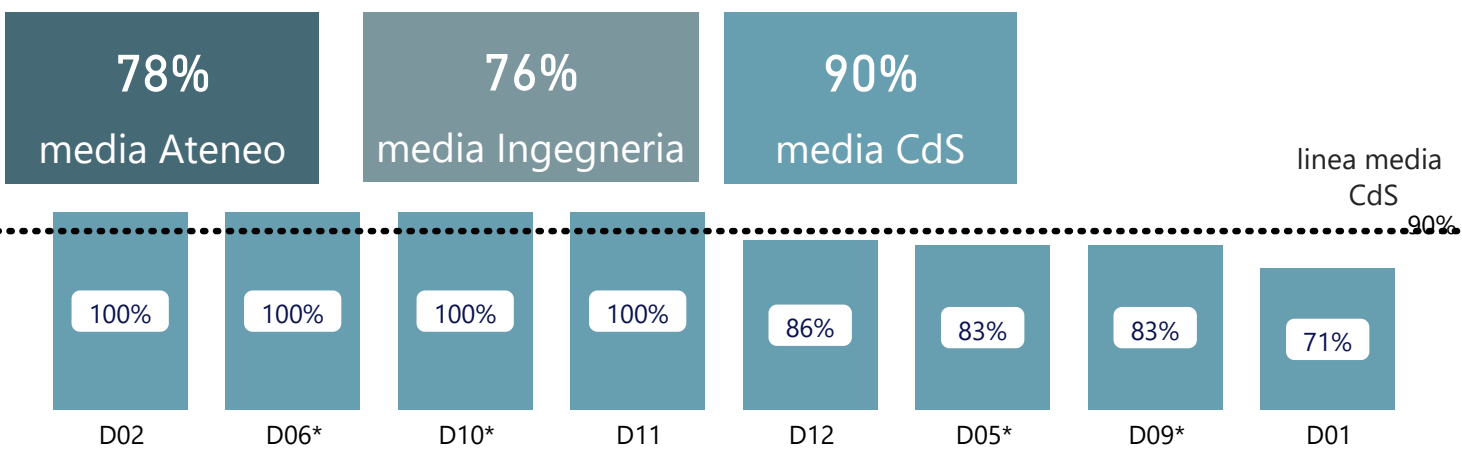 78%
media Ateneo
76%
media Ingegneria
90%
media CdS
linea media
CdS
90%
100%
100%
100%
100%
86%
83%
83%
71%
D02
D06*
D10*
D11
D12
D05*
D09*
D01